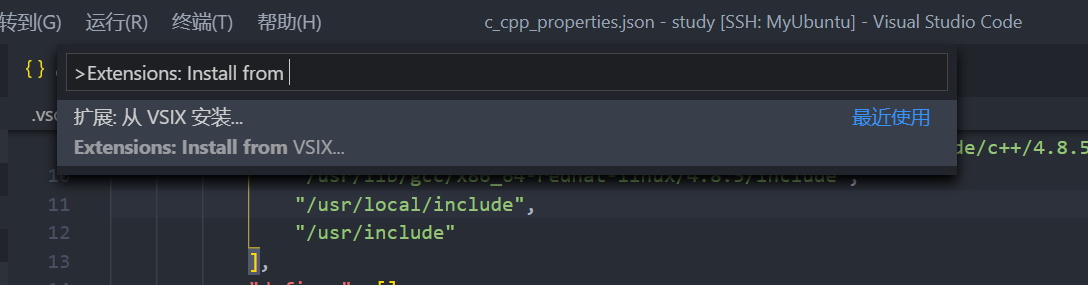 转到(G) 运行(R) 终端(T) 帮助(H) c_cpp_properties.json - study [SSH: MyUbuntu] - Visual Studio Code
{ }
>Extensions: Install from
.vsc
扩展: 从 VSIX 安装... 最近使用
Extensions: Install from VSIX...
de/c++/4.8.5
10 "/usr/lib/gcc/x86_64-redhat-linux/4.8.5/include",
11 "/usr/local/include",
12 "/usr/include"
13 ],